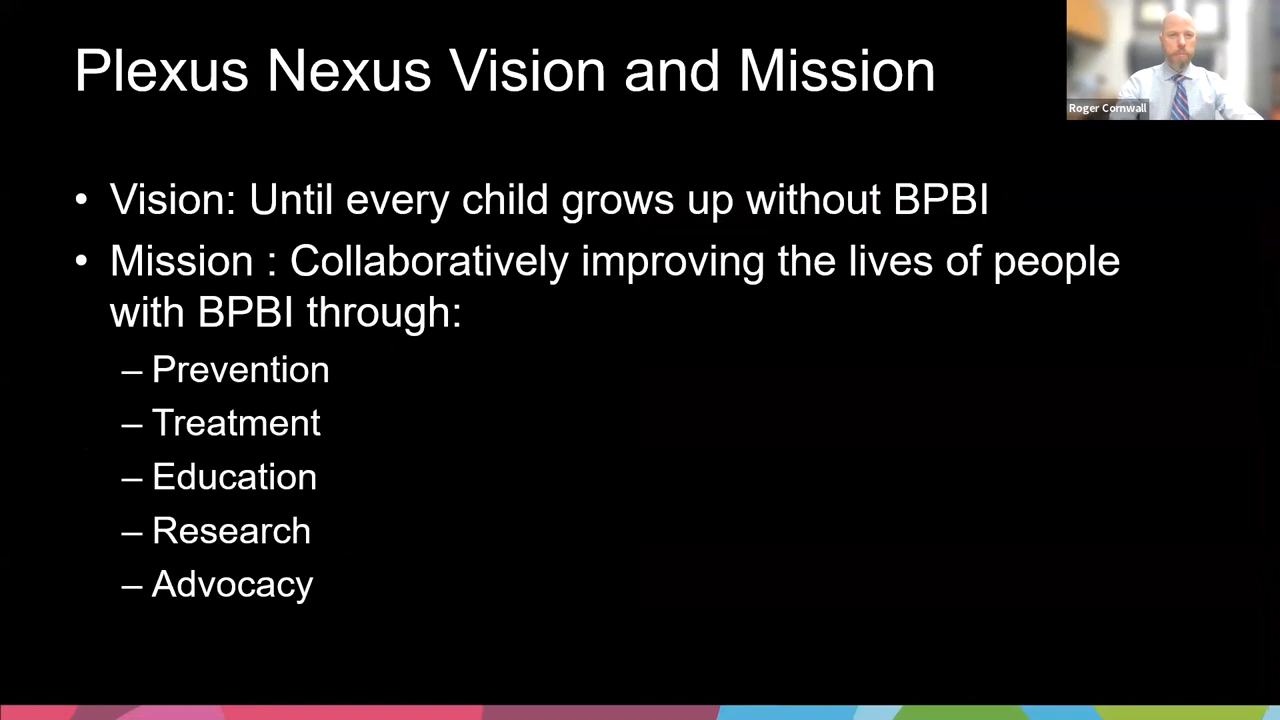 Plexus Nexus Vision and Mission
Roger Cornwall
• Vision: Until every child grows up without BPBI
• Mission : Collaboratively improving the lives of people
with BPBI through:
– Prevention
– Treatment
– Education
– Research
– Advocacy